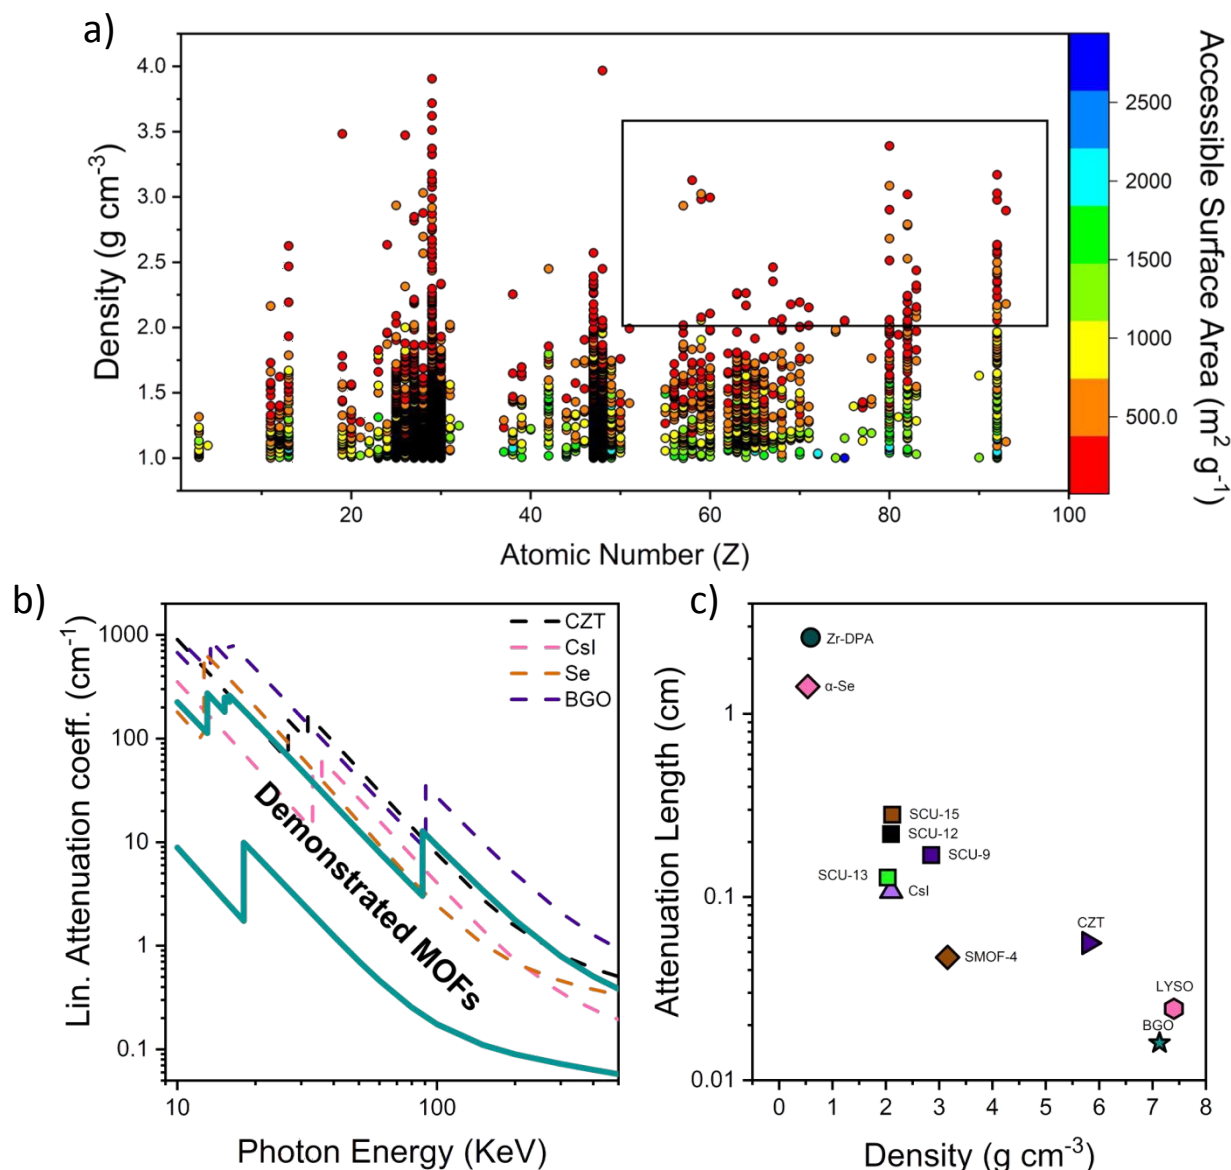 a)
4.0
3.5
3.0
2.5
2.0
1.5
1.0
Density (g cm-3)
20
40
60
80
100
Atomic Number (Z)
2500
2000
1500
1000
500.0
Accessible Surface Area (m2 g-1)
b)
1000
100
10
1
0.1
Lin. Attenuation coeff. (cm-1)
CZT
CsI
Se
BGO
Demonstrated MOFs
10
100
Photon Energy (KeV)
c)
1
0.1
0.01
Attenuation Length (cm)
Zr-DPA
α-Se
SCU-15
SCU-12
SCU-9
SCU-13
CsI
CZT
SMOF-4
LYSO
BGO
0 1 2 3 4 5 6 7 8
Density (g cm-3)